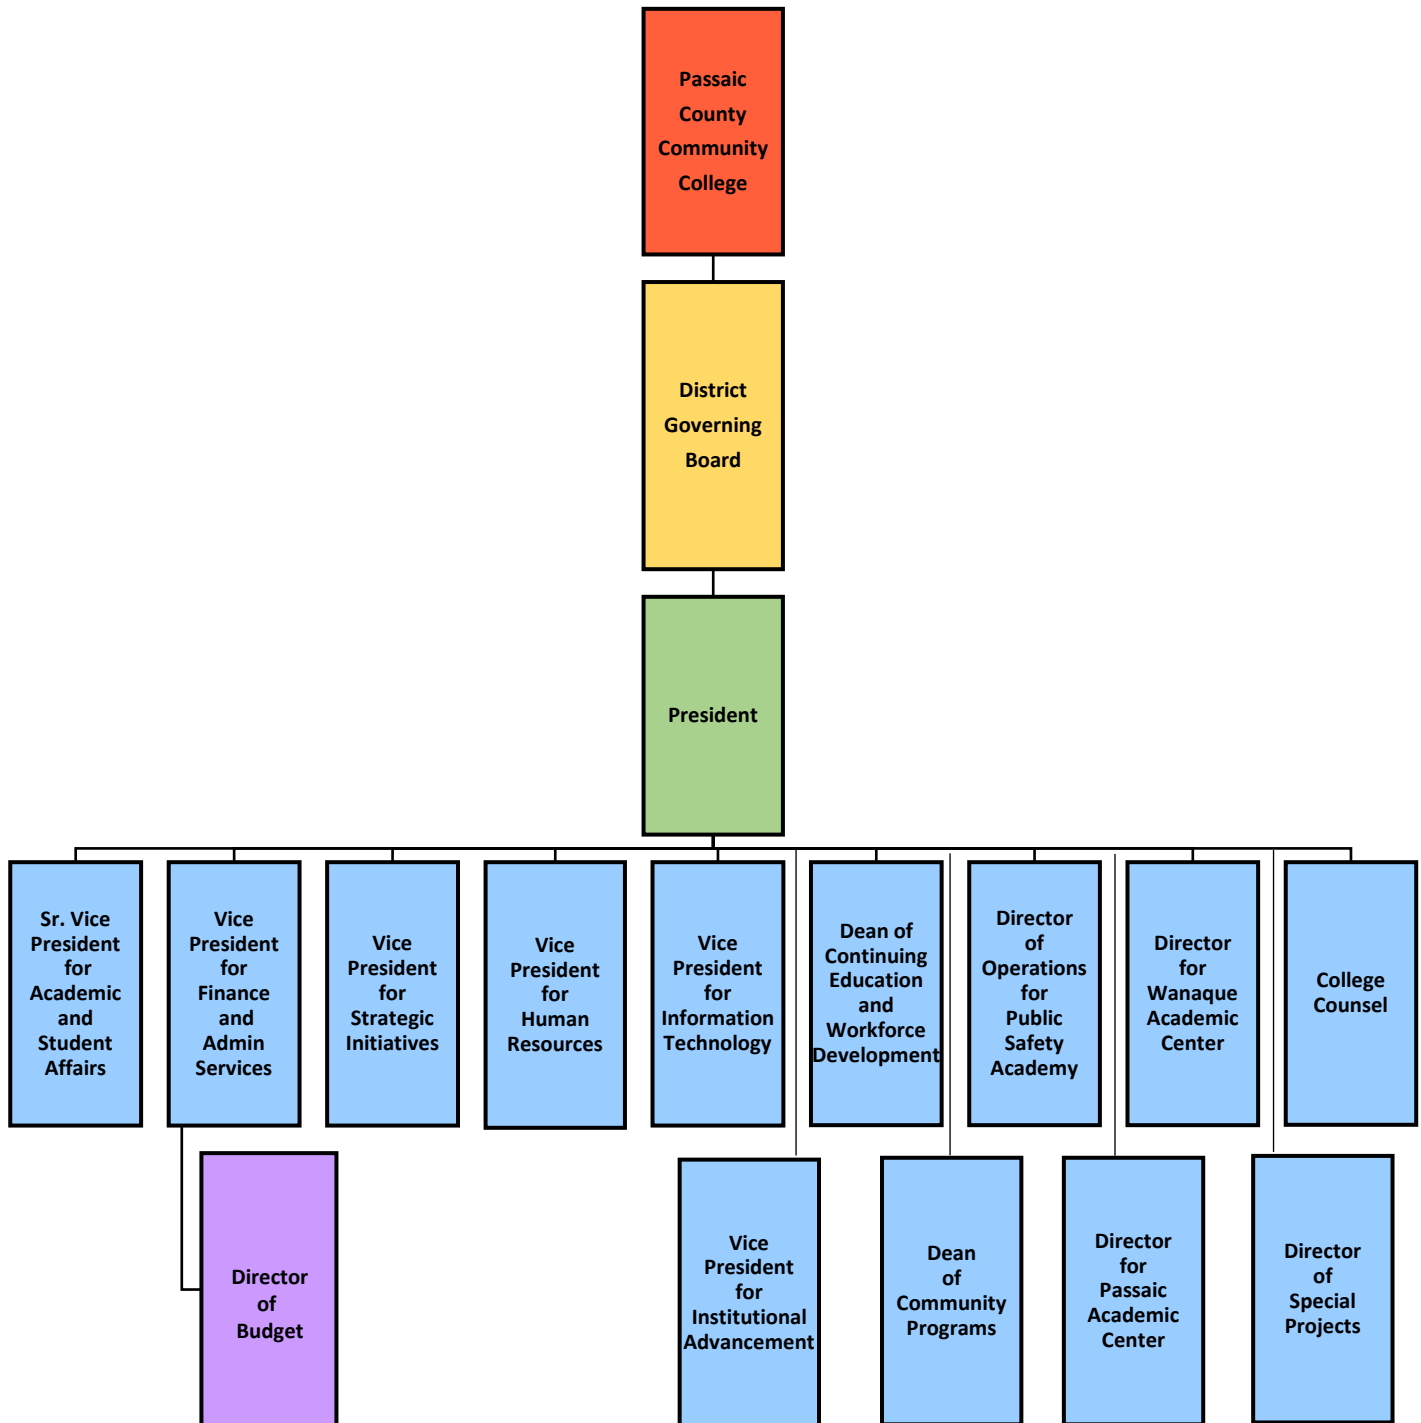 Passaic
County
Community
College
District
Governing
Board
President
Sr. Vice
President
for
Academic
and
Student
Affairs
Vice
President
for
Finance
and
Admin
Services
Vice
President
for
Strategic
Initiatives
Vice
President
for
Human
Resources
Vice
President
for
Information
Technology
Dean of
Continuing
Education
and
Workforce
Development
Director
of
Operations
for
Public
Safety
Academy
Director
for
Wanaque
Academic
Center
College
Counsel
Director
of
Budget
Vice
President
for
Institutional
Advancement
Dean
of
Community
Programs
Director
for
Passaic
Academic
Center
Director
of
Special
Projects